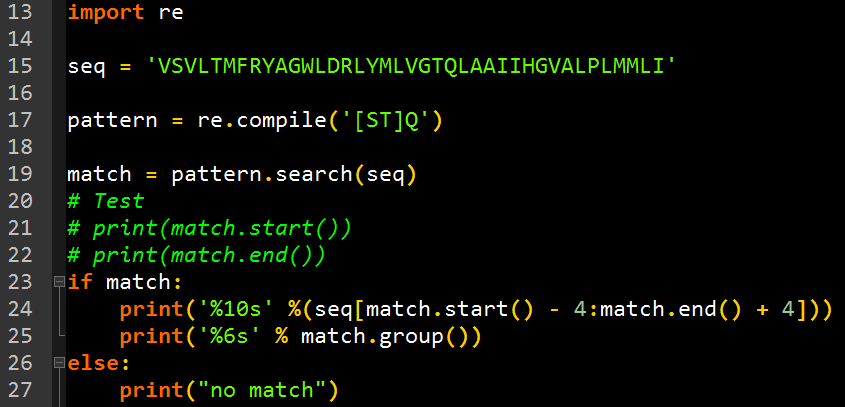 13 import re
14
15 seq = 'VSVLTMFRYAGWLDRLYMLVGTQLAAIIHGVALPLMMLI'
16
17 pattern = re.compile('[ST]Q')
18
19 match = pattern.search(seq)
20 # Test
21 # print(match.start())
22 # print(match.end())
23 if match:
24     print('%10s' %(seq[match.start() - 4:match.end() + 4]))
25     print('%6s' % match.group())
26 else:
27     print("no match")